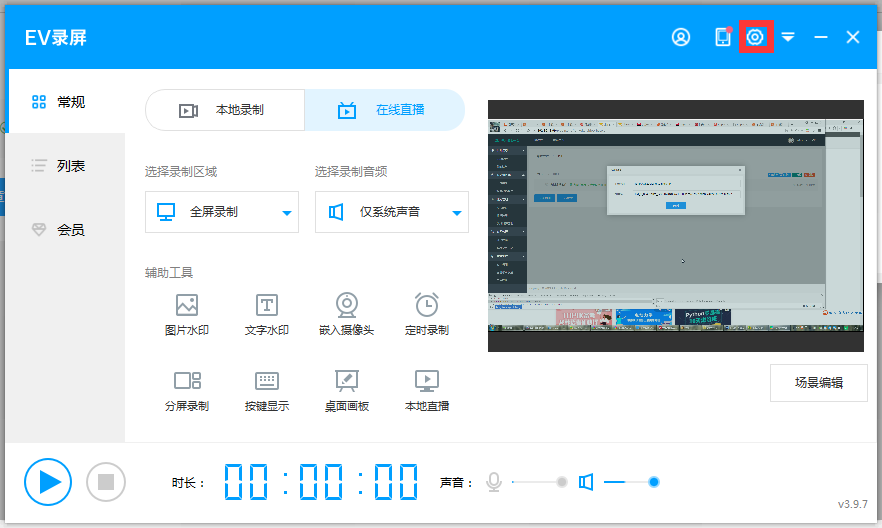 EV录屏
常规
列表
会员
本地录制
在线直播
选择录制区域
选择录制音频
全屏录制
仅系统声音
辅助工具
图片水印
文字水印
嵌入摄像头
定时录制
分屏录制
按键显示
桌面画板
本地直播
场景编辑
时长：
00:00:00
声音：
v3.9.7